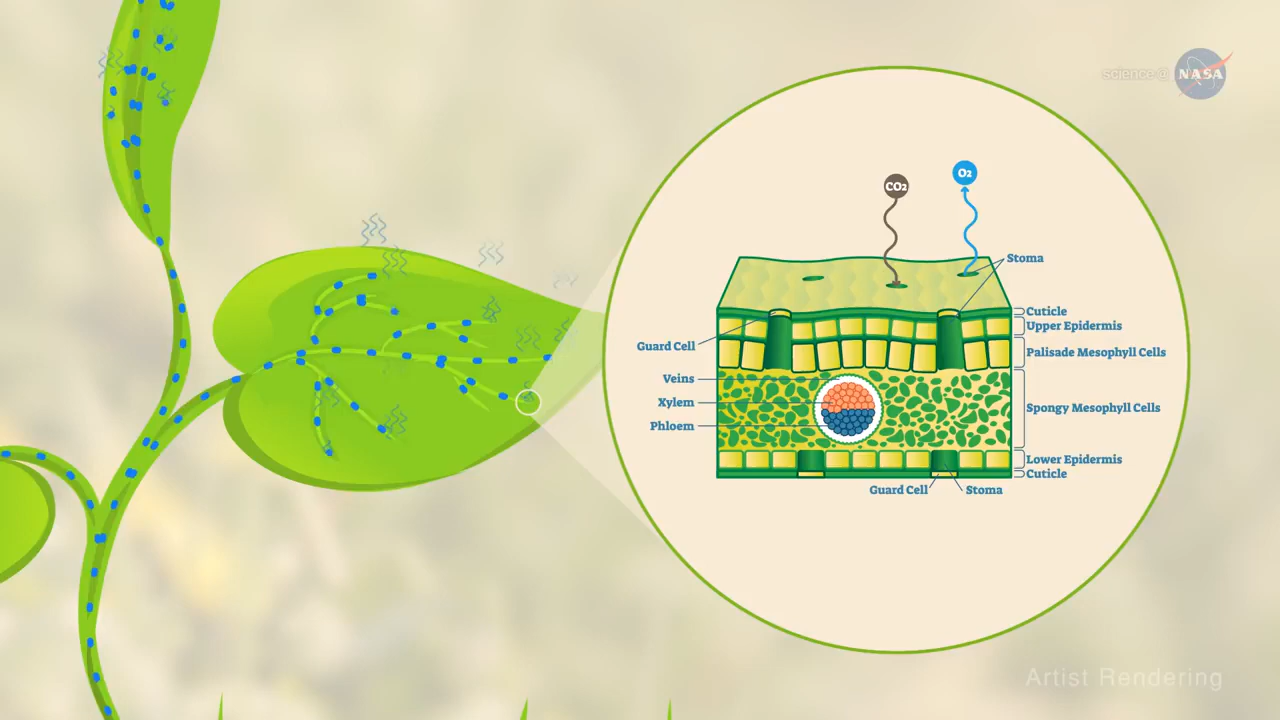 science@
NASA
CO2
O2
Stoma
Cuticle
Upper Epidermis
Guard Cell
Palisade Mesophyll Cells
Veins
Xylem
Spongy Mesophyll Cells
Phloem
Lower Epidermis
Cuticle
Guard Cell
Stoma
Artist Rendering